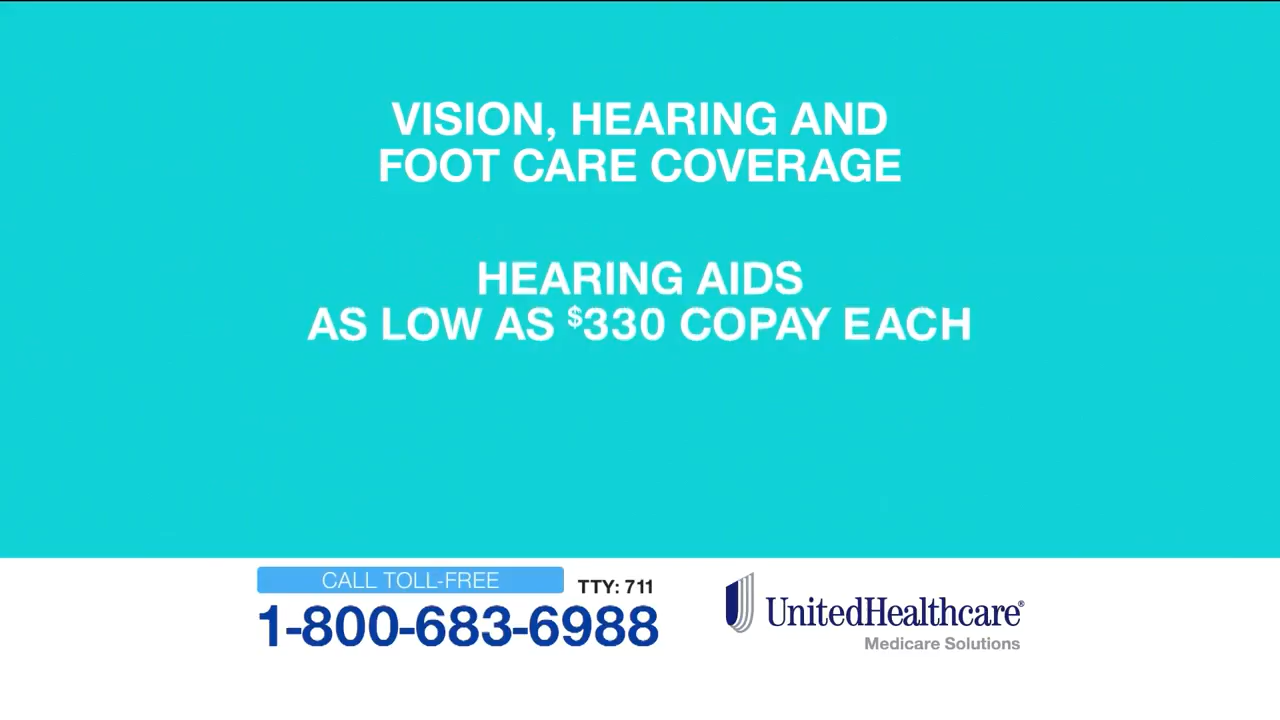 VISION, HEARING AND
FOOT CARE COVERAGE
HEARING AIDS
AS LOW AS $330 COPAY EACH
CALL TOLL-FREE
TTY: 711
1-800-683-6988
UnitedHealthcare®
Medicare Solutions